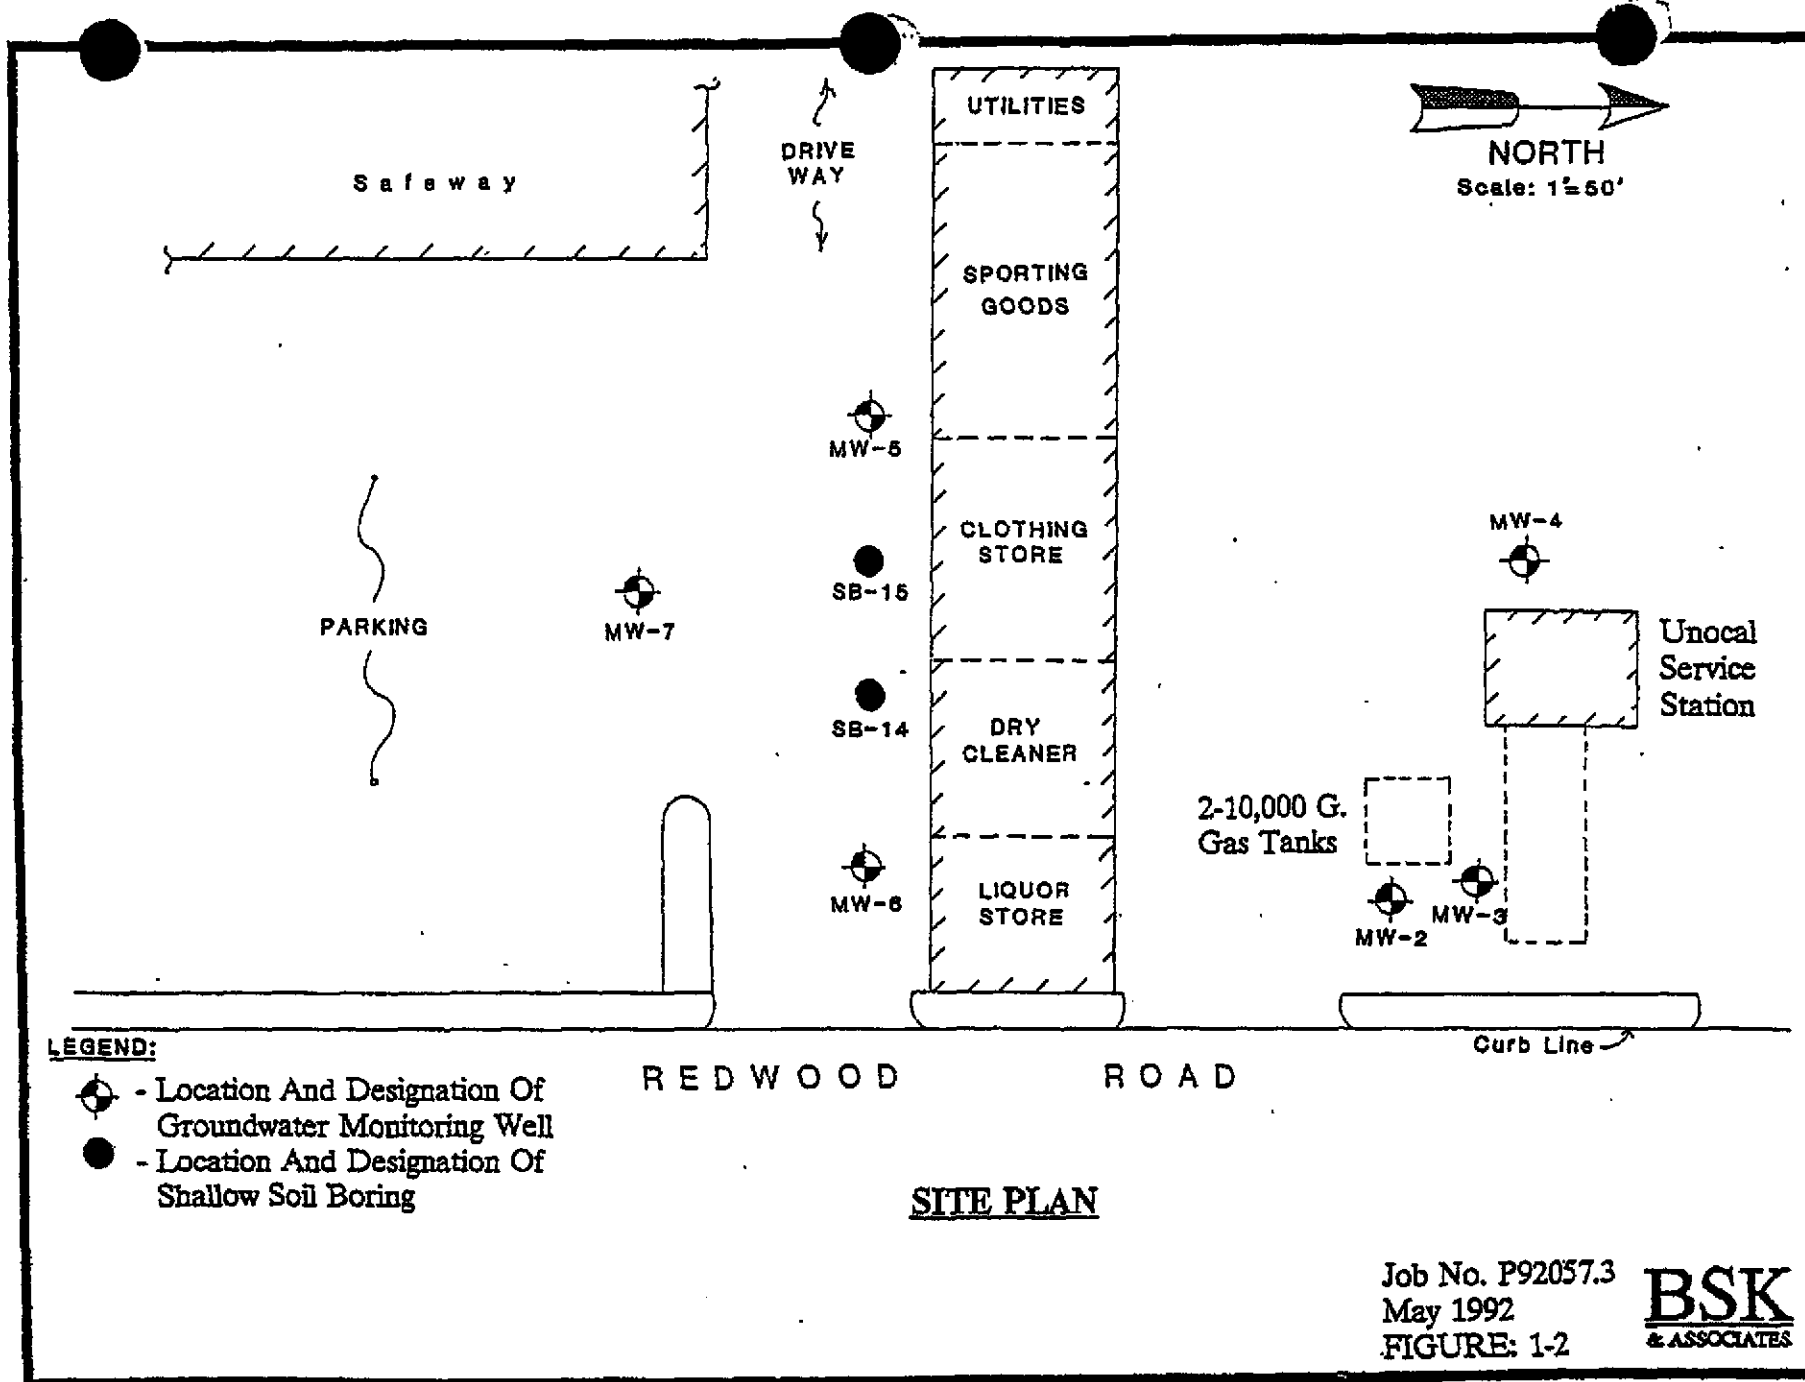 UTILITIES
NORTH
Scale: 1"=50'
DRIVE
WAY
Safeway
SPORTING
GOODS
MW-5
CLOTHING
STORE
MW-4
SB-15
PARKING
MW-7
Unocal
Service
Station
SB-14
DRY
CLEANER
2-10,000 G.
Gas Tanks
MW-6
LIQUOR
STORE
MW-3
MW-2
Curb Line
LEGEND:
REDWOOD ROAD
- Location And Designation Of
Groundwater Monitoring Well
- Location And Designation Of
Shallow Soil Boring
SITE PLAN
Job No. P92057.3
May 1992
FIGURE: 1-2
BSK
& ASSOCIATES